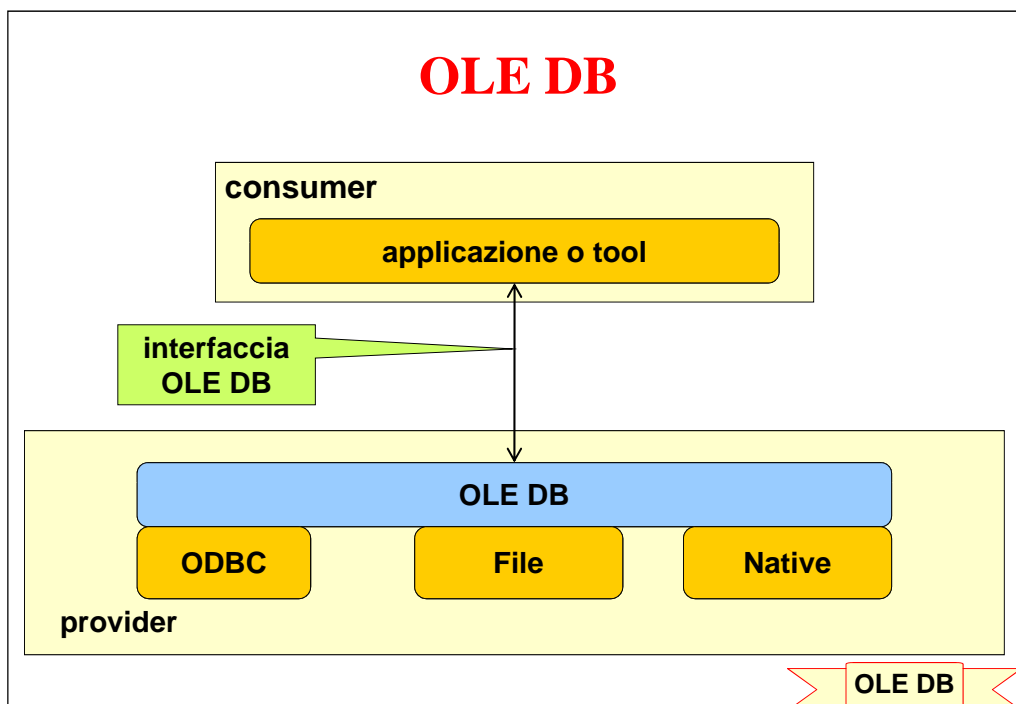 OLE DB
consumer
applicazione o tool
interfaccia
OLE DB
OLE DB
ODBC
File
Native
provider
OLE DB